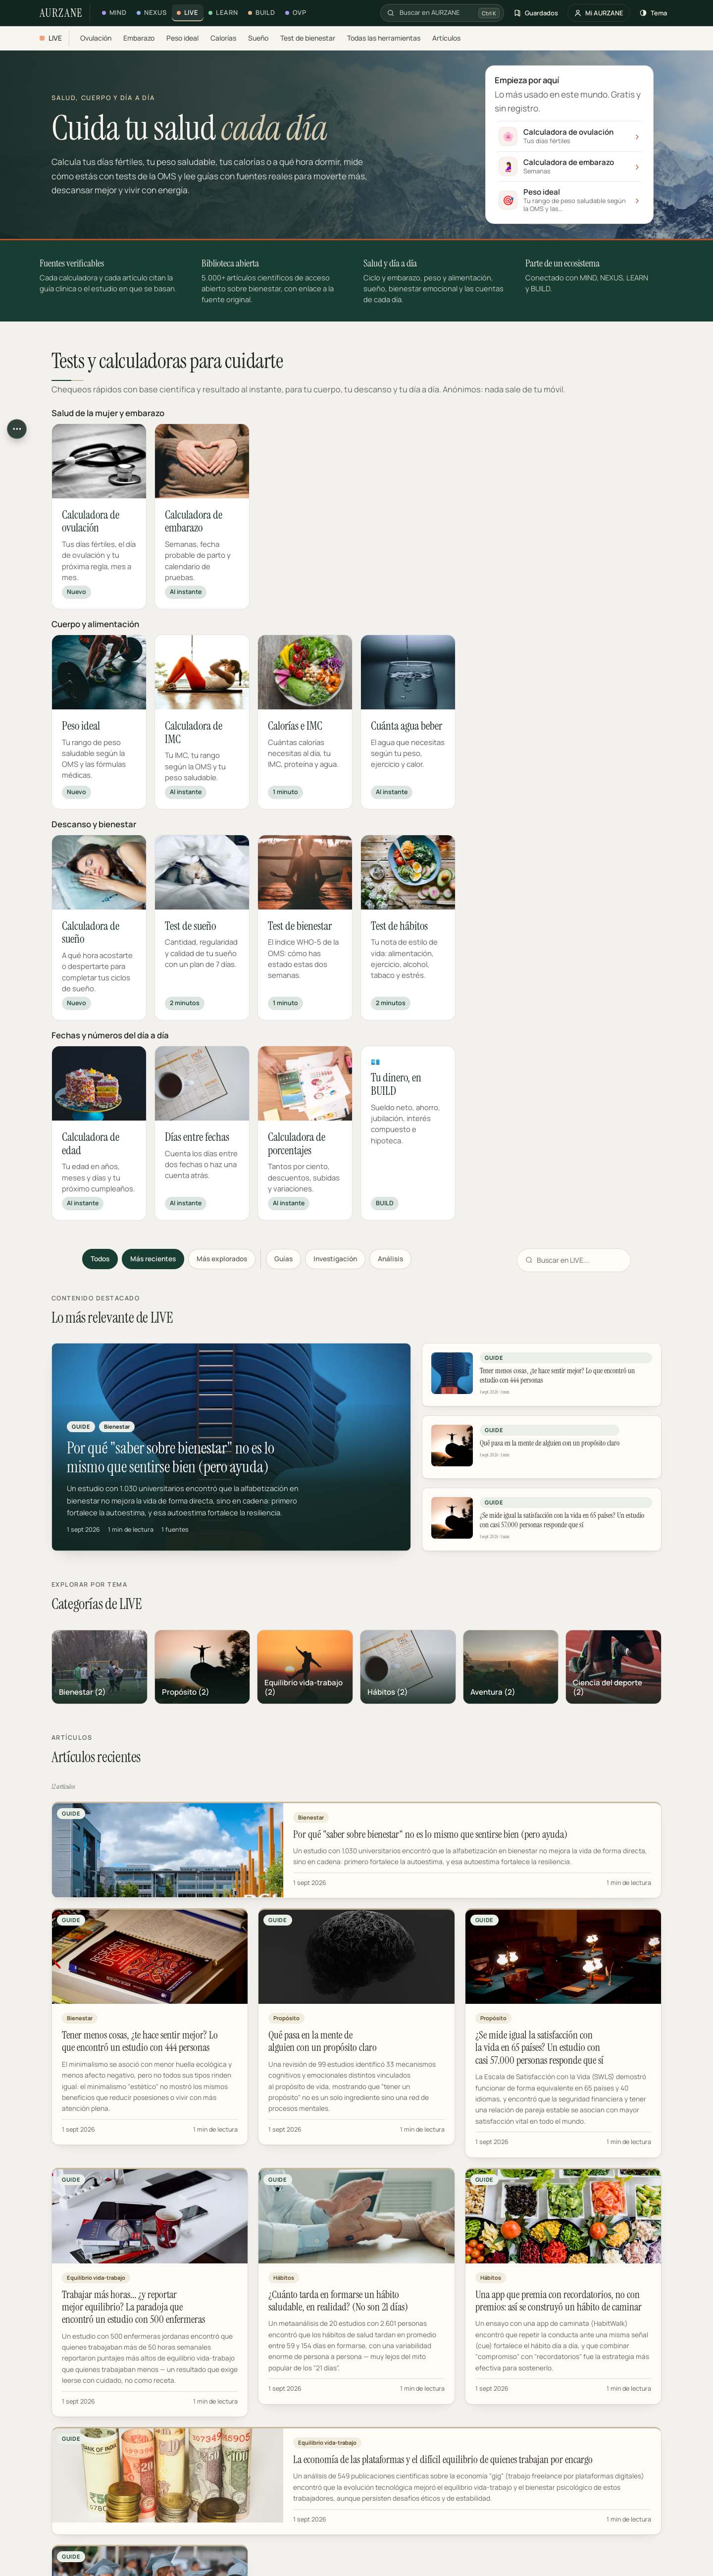 AURZANE
MIND
NEXUS
LIVE
LEARN
BUILD
OVP
Buscar en AURZANE
Ctrl K
Guardados
Mi AURZANE
Tema
LIVE
Ovulación
Embarazo
Peso ideal
Calorías
Sueño
Test de bienestar
Todas las herramientas
Artículos
SALUD, CUERPO Y DÍA A DÍA
Cuida tu salud cada día
Calcula tus días fértiles, tu peso saludable, tus calorías o a qué hora dormir, mide
cómo estás con tests de la OMS y lee guías con fuentes reales para moverte más,
descansar mejor y vivir con energía.
Empieza por aquí
Lo más usado en este mundo. Gratis y
sin registro.
Calculadora de ovulación
Tus días fértiles
Calculadora de embarazo
Semanas
Peso ideal
Tu rango de peso saludable según
la OMS y las…
Fuentes verificables
Cada calculadora y cada artículo citan la
guía clínica o el estudio en que se basan.
Biblioteca abierta
5.000+ artículos científicos de acceso
abierto sobre bienestar, con enlace a la
fuente original.
Salud y día a día
Ciclo y embarazo, peso y alimentación,
sueño, bienestar emocional y las cuentas
de cada día.
Parte de un ecosistema
Conectado con MIND, NEXUS, LEARN
y BUILD.
Tests y calculadoras para cuidarte
Chequeos rápidos con base científica y resultado al instante, para tu cuerpo, tu descanso y tu día a día. Anónimos: nada sale de tu móvil.
Salud de la mujer y embarazo
Calculadora de
ovulación
Tus días fértiles, el día
de ovulación y tu
próxima regla, mes a
mes.
Nuevo
Calculadora de
embarazo
Semanas, fecha
probable de parto y
calendario de
pruebas.
Al instante
Cuerpo y alimentación
Peso ideal
Tu rango de peso
saludable según la
OMS y las fórmulas
médicas.
Nuevo
Calculadora de
IMC
Tu IMC, tu rango
según la OMS y tu
peso saludable.
Al instante
Calorías e IMC
Cuántas calorías
necesitas al día, tu
IMC, proteína y agua.
1 minuto
Cuánta agua beber
El agua que necesitas
según tu peso,
ejercicio y calor.
Al instante
Descanso y bienestar
Calculadora de
sueño
A qué hora acostarte
o despertarte para
completar tus ciclos
de sueño.
Nuevo
Test de sueño
Cantidad, regularidad
y calidad de tu sueño
con un plan de 7 días.
2 minutos
Test de bienestar
El índice WHO-5 de la
OMS: cómo has
estado estas dos
semanas.
1 minuto
Test de hábitos
Tu nota de estilo de
vida: alimentación,
ejercicio, alcohol,
tabaco y estrés.
2 minutos
Fechas y números del día a día
Calculadora de
edad
Tu edad en años,
meses y días y tu
próximo cumpleaños.
Al instante
Días entre fechas
Cuenta los días entre
dos fechas o haz una
cuenta atrás.
Al instante
Calculadora de
porcentajes
Tantos por ciento,
descuentos, subidas
y variaciones.
Al instante
Tu dinero, en
BUILD
Sueldo neto, ahorro,
jubilación, interés
compuesto e
hipoteca.
BUILD
Todos
Más recientes
Más explorados
Guías
Investigación
Análisis
Buscar en LIVE...
CONTENIDO DESTACADO
Lo más relevante de LIVE
GUIDE
Bienestar
Por qué "saber sobre bienestar" no es lo
mismo que sentirse bien (pero ayuda)
Un estudio con 1.030 universitarios encontró que la alfabetización en
bienestar no mejora la vida de forma directa, sino en cadena: primero
fortalece la autoestima, y esa autoestima fortalece la resiliencia.
1 sept 2026
1 min de lectura
1 fuentes
GUIDE
Tener menos cosas, ¿te hace sentir mejor? Lo que encontró un
estudio con 444 personas
1 sept 2026 · 1 min
GUIDE
Qué pasa en la mente de alguien con un propósito claro
1 sept 2026 · 1 min
GUIDE
¿Se mide igual la satisfacción con la vida en 65 países? Un estudio
con casi 57.000 personas responde que sí
1 sept 2026 · 1 min
EXPLORAR POR TEMA
Categorías de LIVE
Bienestar (2)
Propósito (2)
Equilibrio vida-trabajo
(2)
Hábitos (2)
Aventura (2)
Ciencia del deporte
(2)
ARTÍCULOS
Artículos recientes
12 artículos
GUIDE
Bienestar
Por qué "saber sobre bienestar" no es lo mismo que sentirse bien (pero ayuda)
Un estudio con 1.030 universitarios encontró que la alfabetización en bienestar no mejora la vida de forma directa,
sino en cadena: primero fortalece la autoestima, y esa autoestima fortalece la resiliencia.
1 sept 2026
1 min de lectura
GUIDE
Bienestar
Tener menos cosas, ¿te hace sentir mejor? Lo
que encontró un estudio con 444 personas
El minimalismo se asoció con menor huella ecológica y
menos afecto negativo, pero no todos sus tipos rinden
igual: el minimalismo "estético" no mostró los mismos
beneficios que reducir posesiones o vivir con más
atención plena.
1 sept 2026
1 min de lectura
GUIDE
Propósito
Qué pasa en la mente de
alguien con un propósito claro
Una revisión de 99 estudios identificó 33 mecanismos
cognitivos y emocionales distintos vinculados
al propósito de vida, mostrando que "tener un
propósito" no es un solo ingrediente sino una red de
procesos mentales.
1 sept 2026
1 min de lectura
GUIDE
Propósito
¿Se mide igual la satisfacción con
la vida en 65 países? Un estudio con
casi 57.000 personas responde que sí
La Escala de Satisfacción con la Vida (SWLS) demostró
funcionar de forma equivalente en 65 países y 40
idiomas, y encontró que la seguridad financiera y tener
una relación de pareja estable se asocian con mayor
satisfacción vital en todo el mundo.
1 sept 2026
1 min de lectura
GUIDE
Equilibrio vida-trabajo
Trabajar más horas... ¿y reportar
mejor equilibrio? La paradoja que
encontró un estudio con 500 enfermeras
Un estudio con 500 enfermeras jordanas encontró que
quienes trabajaban más de 50 horas semanales
reportaron puntajes más altos de equilibrio vida-trabajo
que quienes trabajaban menos — un resultado que exige
leerse con cuidado, no como receta.
1 sept 2026
1 min de lectura
GUIDE
Hábitos
¿Cuánto tarda en formarse un hábito
saludable, en realidad? (No son 21 días)
Un metaanálisis de 20 estudios con 2.601 personas
encontró que los hábitos de salud tardan en promedio
entre 59 y 154 días en formarse, con una variabilidad
enorme de persona a persona — muy lejos del mito
popular de los "21 días".
1 sept 2026
1 min de lectura
GUIDE
Hábitos
Una app que premia con recordatorios, no con
premios: así se construyó un hábito de caminar
Un ensayo con una app de caminata (HabitWalk)
encontró que repetir la conducta ante una misma señal
(cue) fortalece el hábito día a día, y que combinar
"compromiso" con "recordatorios" fue la estrategia más
efectiva para sostenerlo.
1 sept 2026
1 min de lectura
GUIDE
Equilibrio vida-trabajo
La economía de las plataformas y el difícil equilibrio de quienes trabajan por encargo
Un análisis de 549 publicaciones científicas sobre la economía "gig" (trabajo freelance por plataformas digitales)
encontró que la evolución tecnológica mejoró el equilibrio vida-trabajo y el bienestar psicológico de estos
trabajadores, aunque persisten desafíos éticos y de estabilidad.
1 sept 2026
1 min de lectura
GUIDE